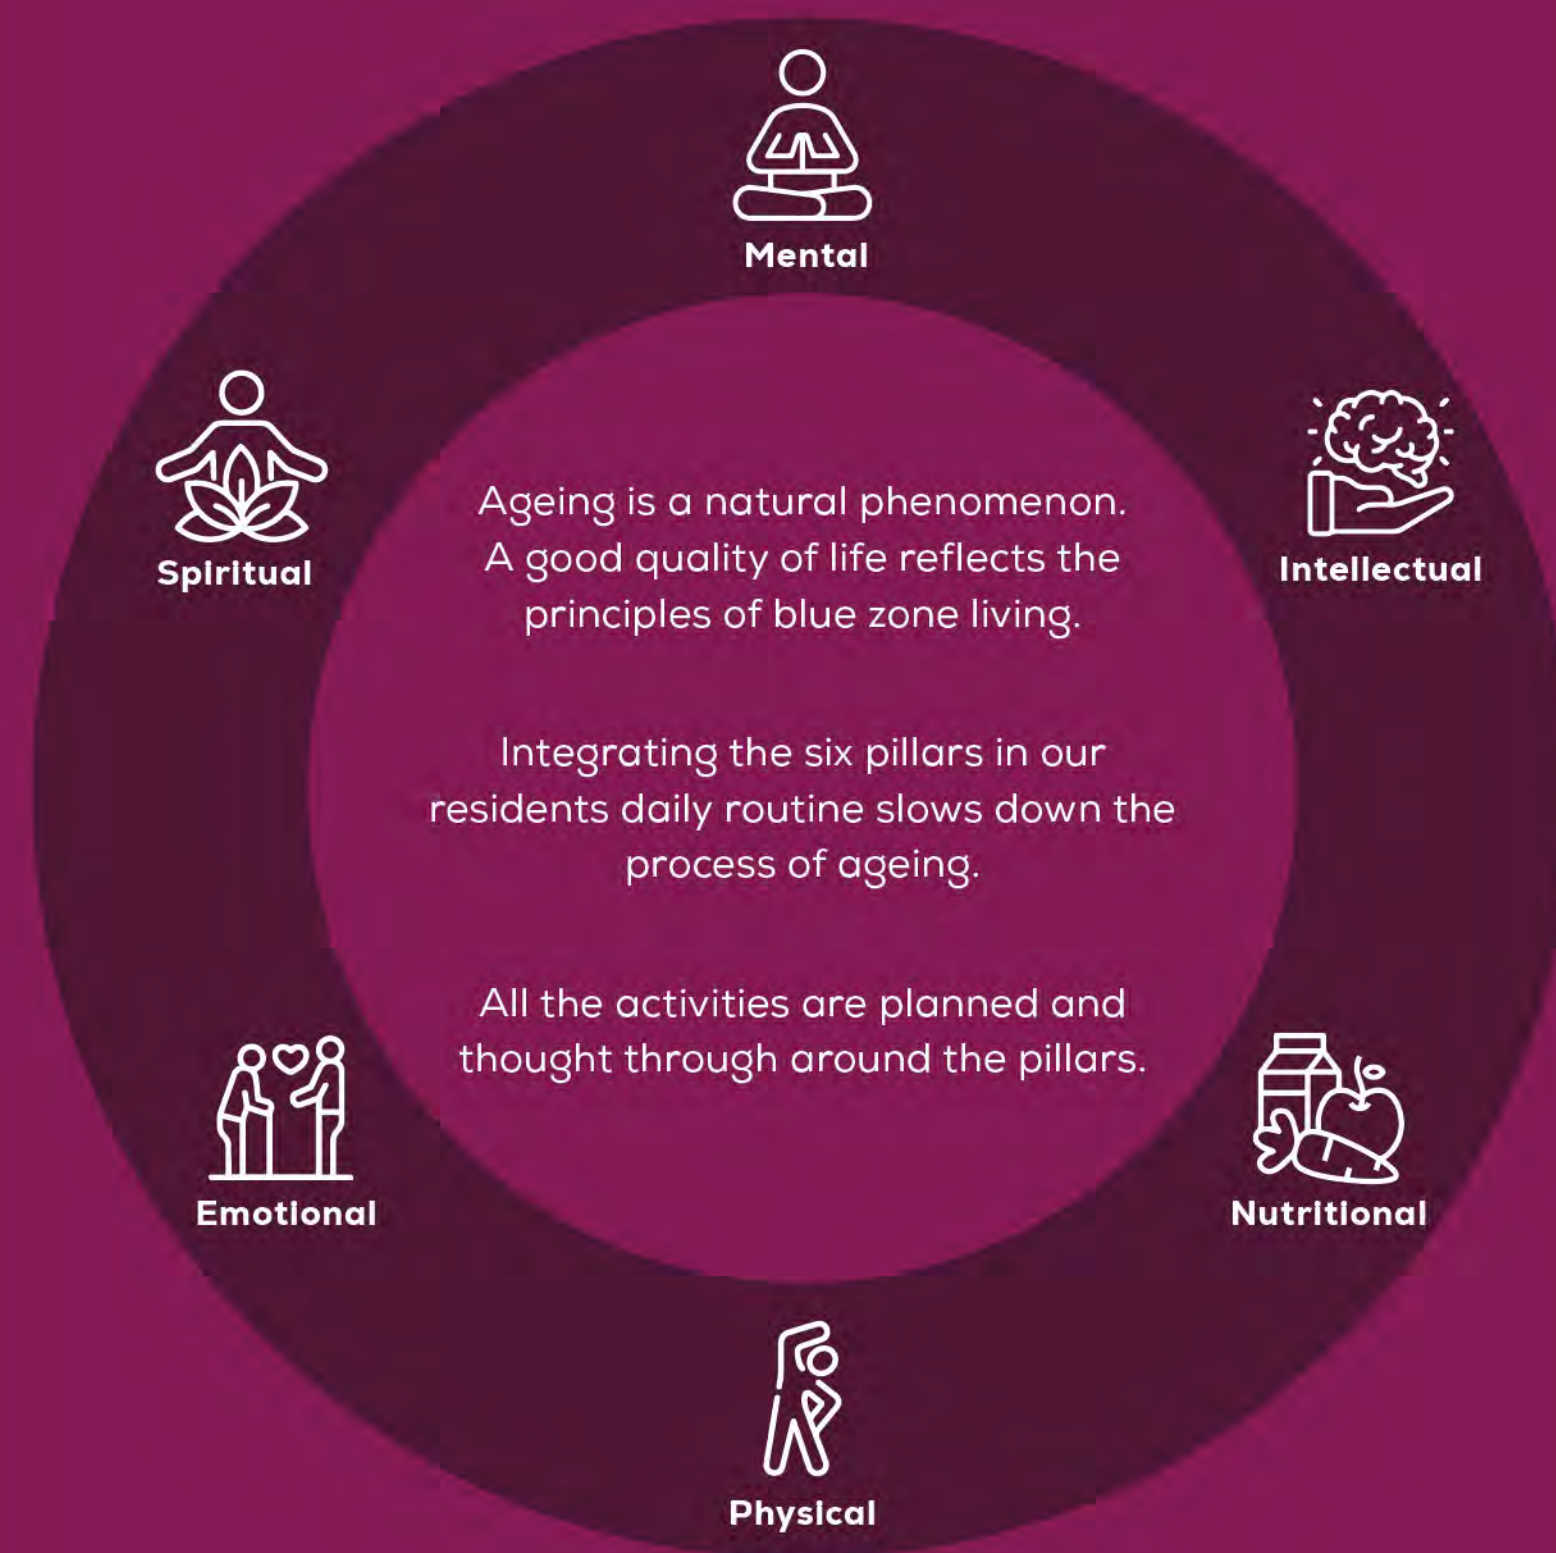 Mental
Spiritual
Intellectual
Ageing is a natural phenomenon.
A good quality of life reflects the
principles of blue zone living.
Integrating the six pillars in our
residents daily routine slows down the
process of ageing.
All the activities are planned and
thought through around the pillars.
Emotional
Nutritional
Physical